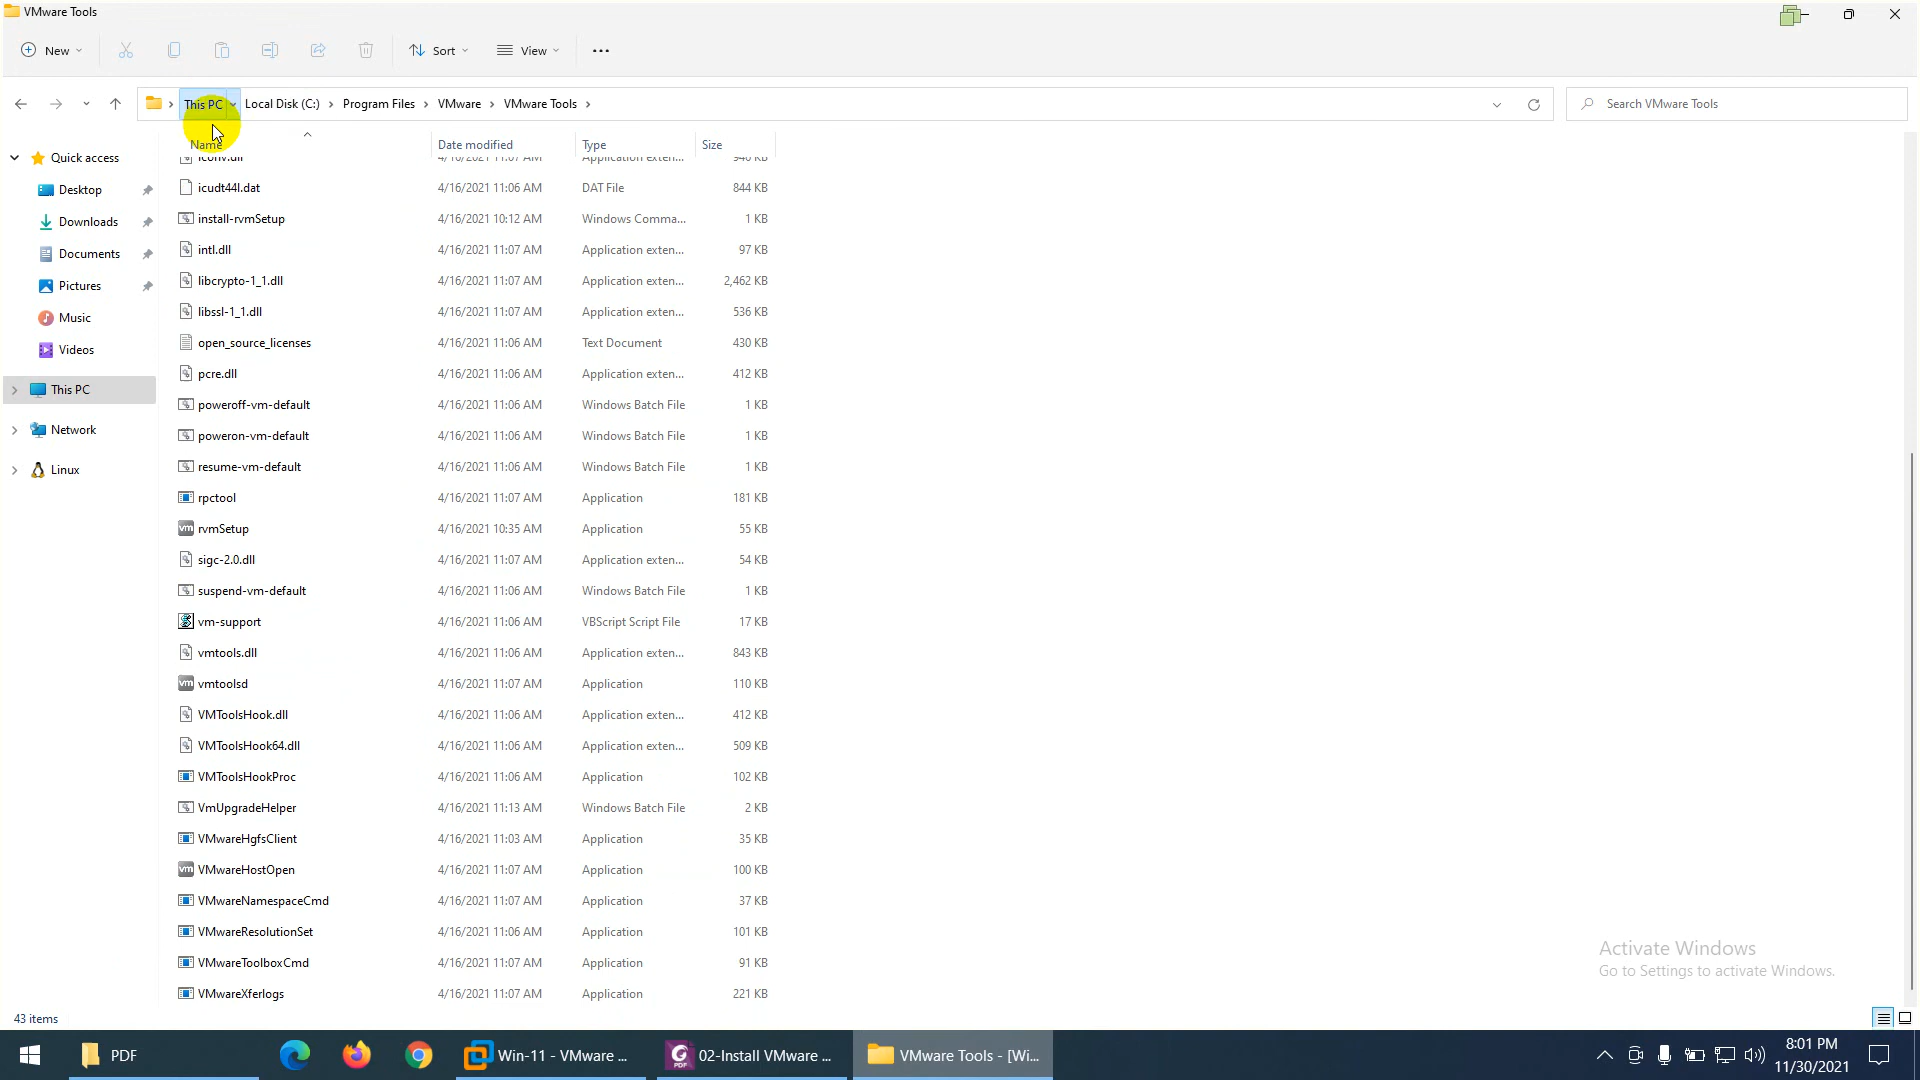 VMware Tools
New
Sort
View
This PC
Local Disk (C:)
Program Files
VMware
VMware Tools
Search VMware Tools
Name
Date modified
Type
Size
Quick access
Desktop
Downloads
Documents
Pictures
Music
Videos
This PC
Network
Linux
iconv.dll 4/16/2021 11:07 AM Application exten... 946 KB
icudt44l.dat 4/16/2021 11:06 AM DAT File 844 KB
install-rvmSetup 4/16/2021 10:12 AM Windows Comma... 1 KB
intl.dll 4/16/2021 11:07 AM Application exten... 97 KB
libcrypto-1_1.dll 4/16/2021 11:07 AM Application exten... 2,462 KB
libssl-1_1.dll 4/16/2021 11:07 AM Application exten... 536 KB
open_source_licenses 4/16/2021 11:06 AM Text Document 430 KB
pcre.dll 4/16/2021 11:06 AM Application exten... 412 KB
poweroff-vm-default 4/16/2021 11:06 AM Windows Batch File 1 KB
poweron-vm-default 4/16/2021 11:06 AM Windows Batch File 1 KB
resume-vm-default 4/16/2021 11:06 AM Windows Batch File 1 KB
rpctool 4/16/2021 11:07 AM Application 181 KB
rvmSetup 4/16/2021 10:35 AM Application 55 KB
sigc-2.0.dll 4/16/2021 11:07 AM Application exten... 54 KB
suspend-vm-default 4/16/2021 11:06 AM Windows Batch File 1 KB
vm-support 4/16/2021 11:06 AM VBScript Script File 17 KB
vmtools.dll 4/16/2021 11:06 AM Application exten... 843 KB
vmtoolsd 4/16/2021 11:07 AM Application 110 KB
VMToolsHook.dll 4/16/2021 11:06 AM Application exten... 412 KB
VMToolsHook64.dll 4/16/2021 11:06 AM Application exten... 509 KB
VMToolsHookProc 4/16/2021 11:06 AM Application 102 KB
VmUpgradeHelper 4/16/2021 11:13 AM Windows Batch File 2 KB
VMwareHgfsClient 4/16/2021 11:03 AM Application 35 KB
VMwareHostOpen 4/16/2021 11:07 AM Application 100 KB
VMwareNamespaceCmd 4/16/2021 11:07 AM Application 37 KB
VMwareResolutionSet 4/16/2021 11:06 AM Application 101 KB
VMwareToolboxCmd 4/16/2021 11:07 AM Application 91 KB
VMwareXferlogs 4/16/2021 11:07 AM Application 221 KB
Activate Windows
Go to Settings to activate Windows.
43 items
PDF
Win-11 - VMware ...
02-Install VMware ...
VMware Tools - [Wi...
8:01 PM
11/30/2021